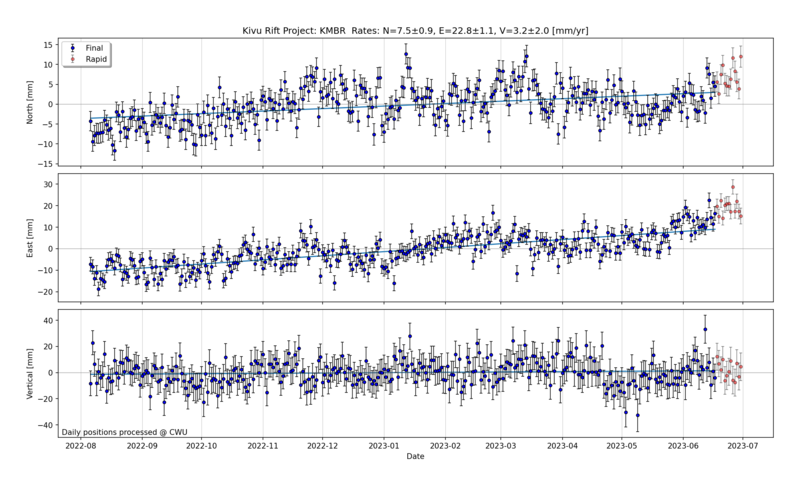 Kivu Rift Project: KMBR Rates: N=7.5±0.9, E=22.8±1.1, V=3.2±2.0 [mm/yr]
Final
Rapid
North [mm]
15
10
5
0
−5
−10
−15
East [mm]
30
20
10
0
−10
−20
Vertical [mm]
40
20
0
−20
−40
Daily positions processed @ CWU
2022-08 2022-09 2022-10 2022-11 2022-12 2023-01 2023-02 2023-03 2023-04 2023-05 2023-06 2023-07
Date